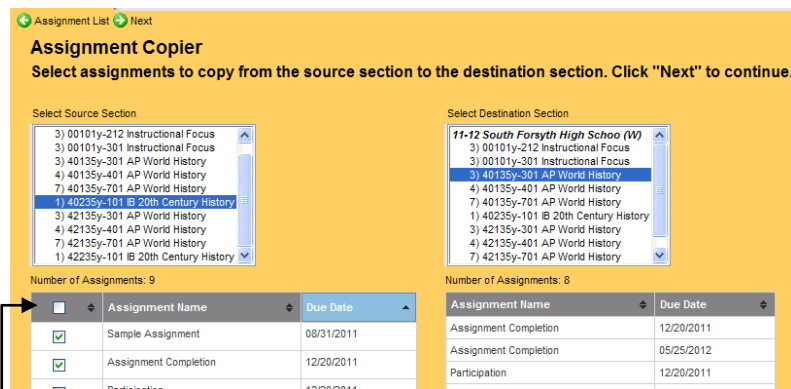 Assignment List Next
Assignment Copier
Select assignments to copy from the source section to the destination section. Click "Next" to continue.
Select Source Section
3) 00101y-212 Instructional Focus
3) 00101y-301 Instructional Focus
3) 40135y-301 AP World History
4) 40135y-401 AP World History
7) 40135y-701 AP World History
1) 40235y-101 IB 20th Century History
3) 42135y-301 AP World History
4) 42135y-401 AP World History
7) 42135y-701 AP World History
1) 42235y-101 IB 20th Century History
Number of Assignments: 9
Assignment Name Due Date
Sample Assignment 08/31/2011
Assignment Completion 12/20/2011
Participation 12/20/2011
Select Destination Section
11-12 South Forsyth High Schoo (W)
3) 00101y-212 Instructional Focus
3) 00101y-301 Instructional Focus
3) 40135y-301 AP World History
4) 40135y-401 AP World History
7) 40135y-701 AP World History
1) 40235y-101 IB 20th Century History
3) 42135y-301 AP World History
4) 42135y-401 AP World History
7) 42135y-701 AP World History
Number of Assignments: 8
Assignment Name Due Date
Assignment Completion 12/20/2011
Assignment Completion 05/25/2012
Participation 12/20/2011